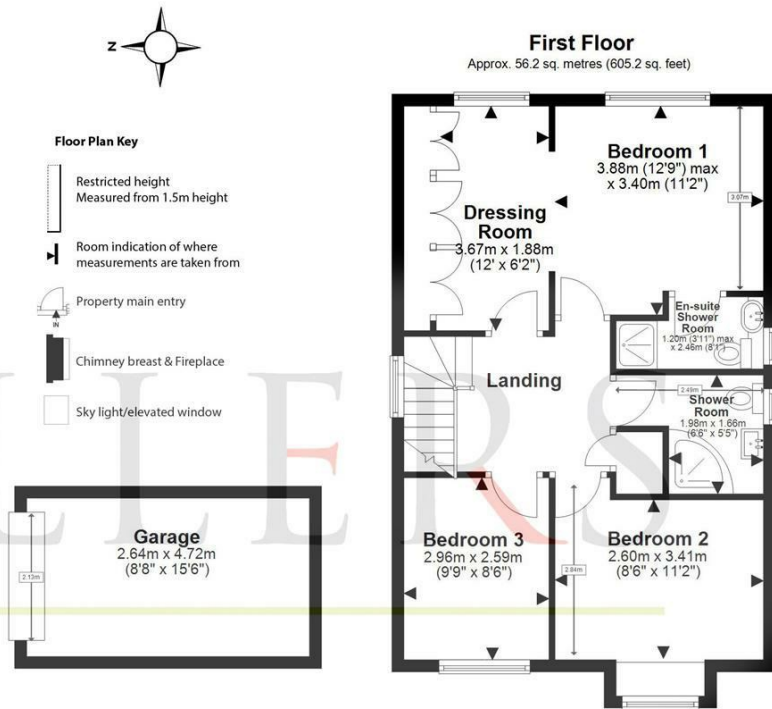 First Floor
Approx. 56.2 sq. metres (605.2 sq. feet)
N
Floor Plan Key
Restricted height
Measured from 1.5m height
Room indication of where
measurements are taken from
Property main entry
IN
Chimney breast & Fireplace
Sky light/elevated window
Bedroom 1
3.88m (12'9") max
x 3.40m (11'2")
3.07m
Dressing
Room
3.67m x 1.88m
(12' x 6'2")
En-suite
Shower
Room
1.20m (3'11") max
x 2.46m (8'1")
Landing
2.49m
Shower
Room
1.98m x 1.66m
(6'6" x 5'5")
LLERS
Garage
2.64m x 4.72m
(8'8" x 15'6")
2.13m
Bedroom 3
2.96m x 2.59m
(9'9" x 8'6")
Bedroom 2
2.60m x 3.41m
(8'6" x 11'2")
2.84m